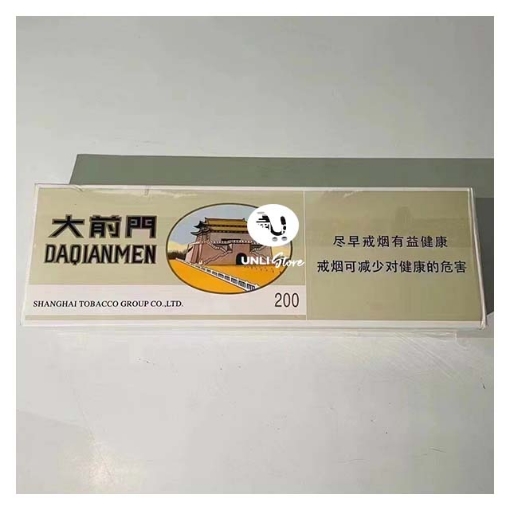 大前門
DAQIANMEN
SHANGHAI TOBACCO GROUP CO.,LTD.
200
UNLI Store
尽早戒烟有益健康
戒烟可减少对健康的危害